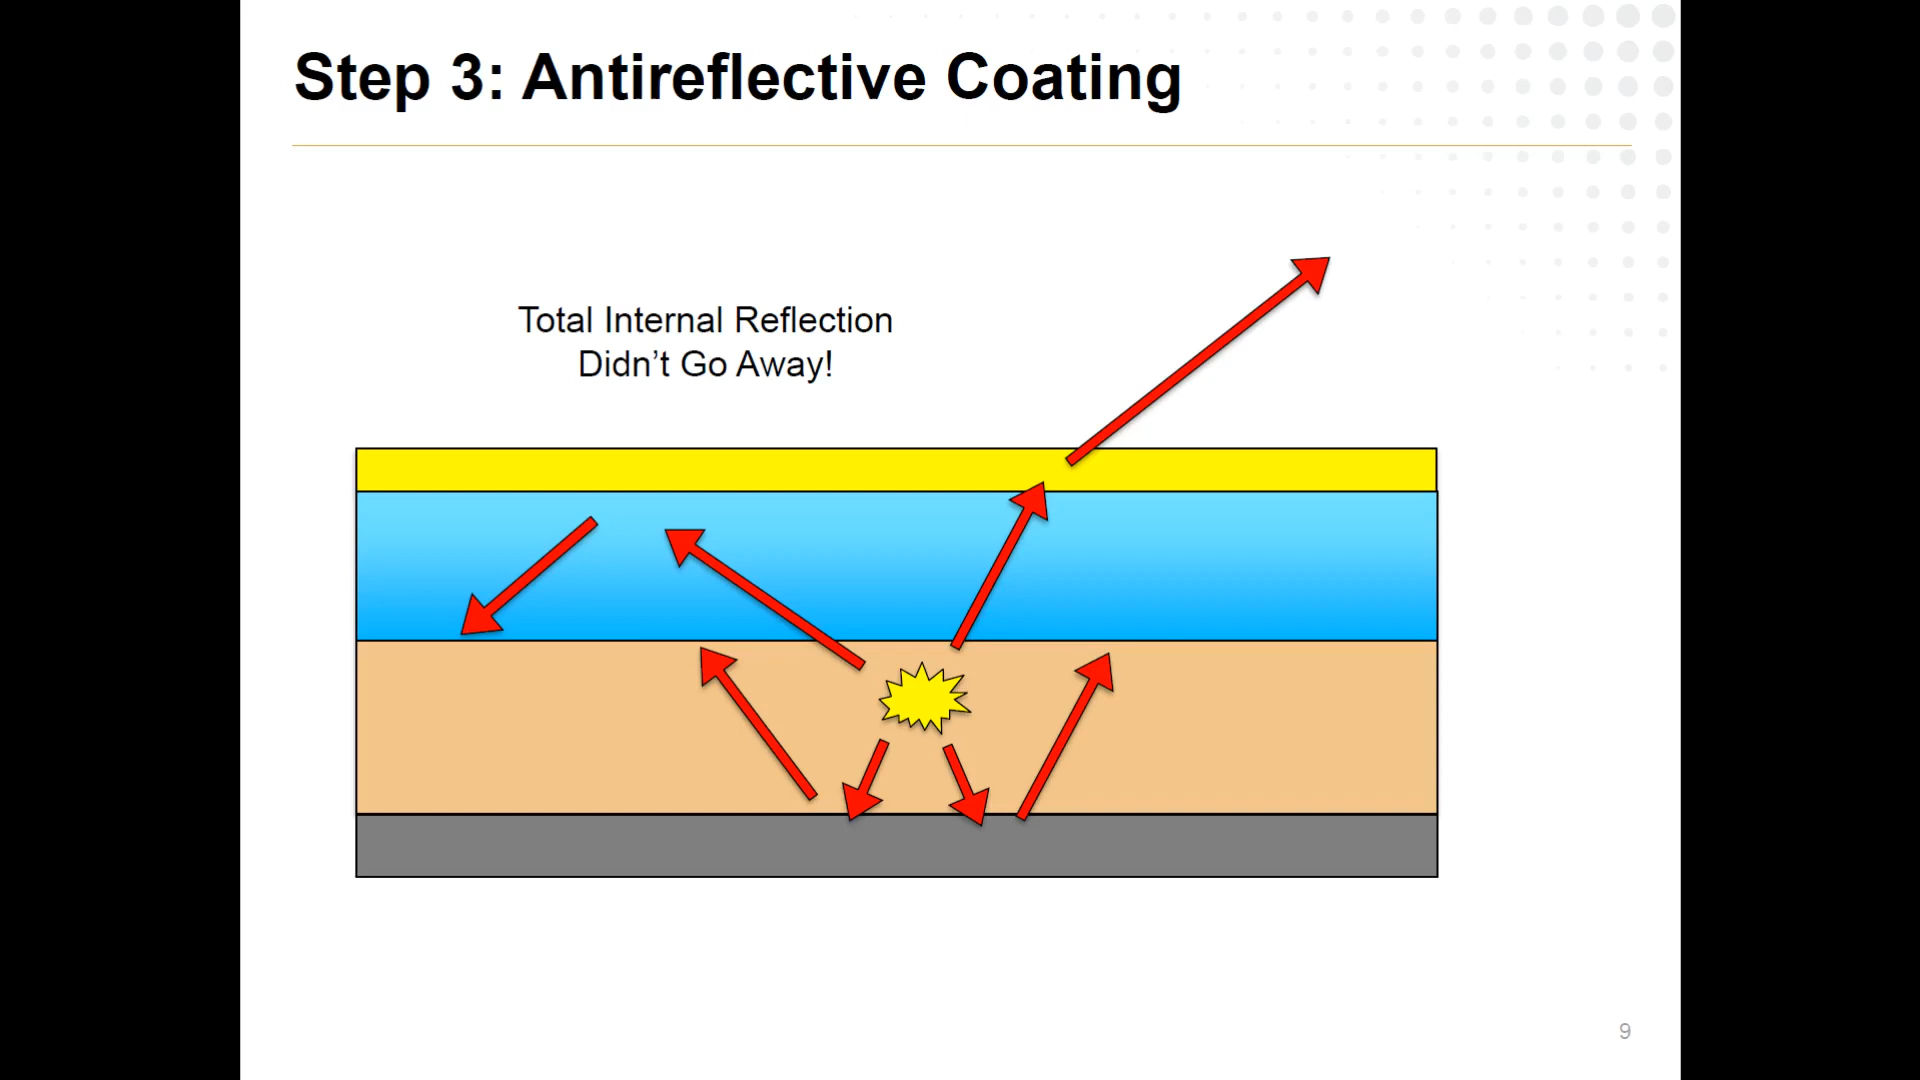 Step 3: Antireflective Coating
Total Internal Reflection
Didn’t Go Away!
9